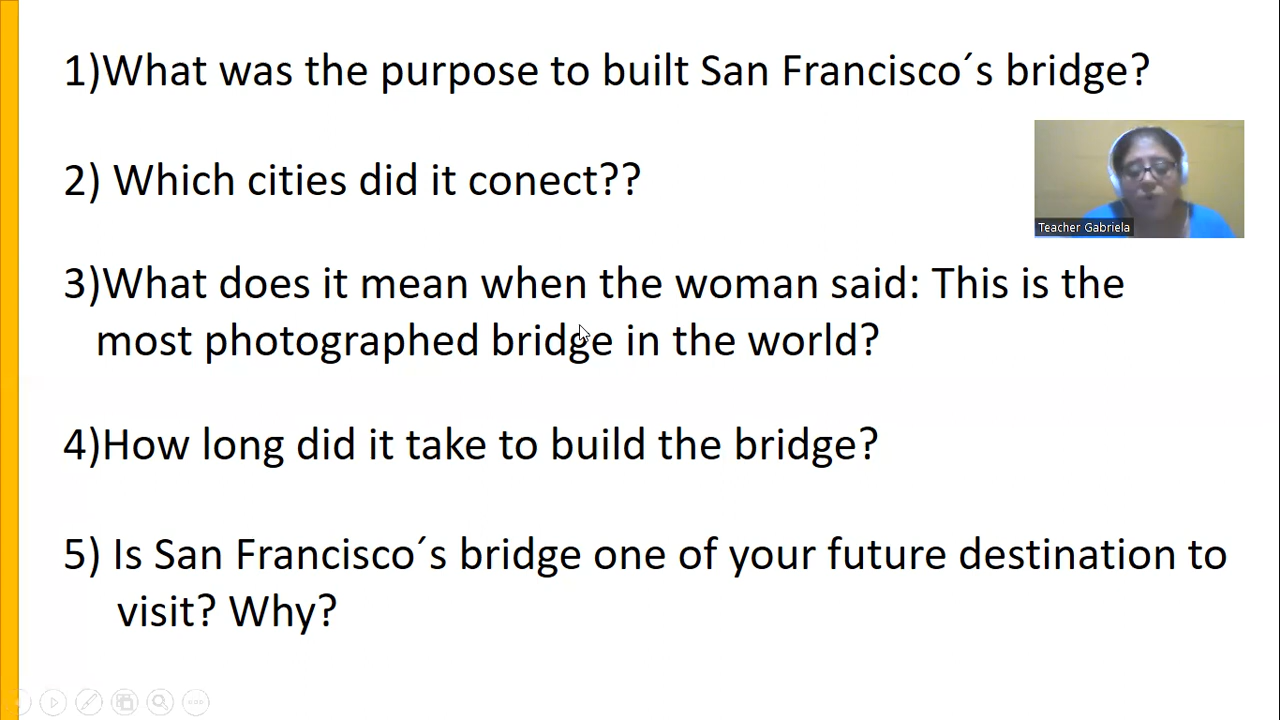 1)What was the purpose to built San Francisco´s bridge?
2) Which cities did it conect??
Teacher Gabriela
3)What does it mean when the woman said: This is the
most photographed bridge in the world?
4)How long did it take to build the bridge?
5) Is San Francisco´s bridge one of your future destination to
visit? Why?